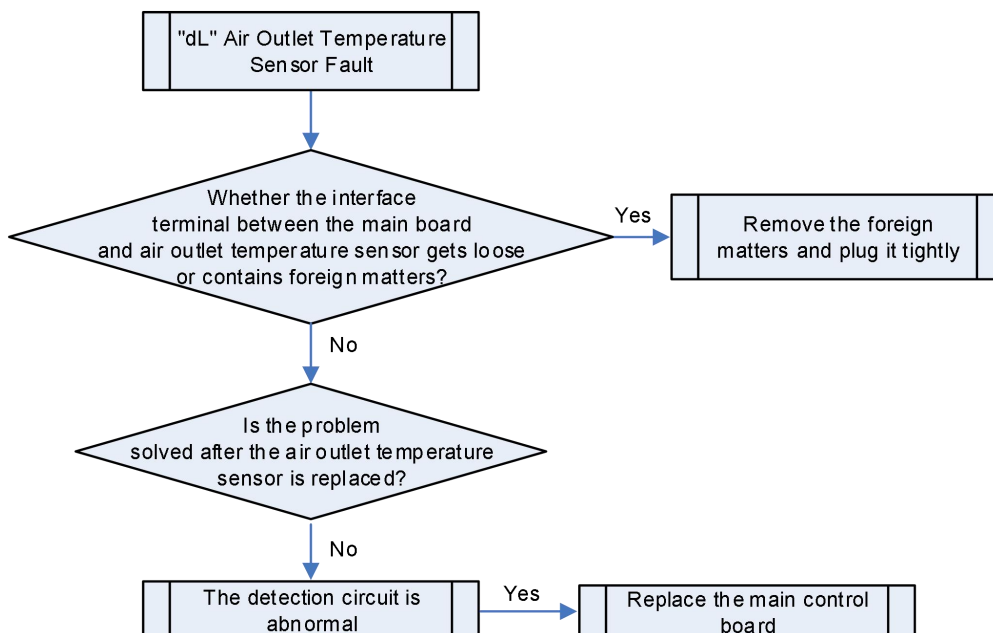 "dL" Air Outlet Temperature
Sensor Fault
Whether the interface
terminal between the main board
and air outlet temperature sensor gets loose
or contains foreign matters?
Yes
Remove the foreign
matters and plug it tightly
No
Is the problem
solved after the air outlet temperature
sensor is replaced?
No
The detection circuit is
abnormal
Yes
Replace the main control
board